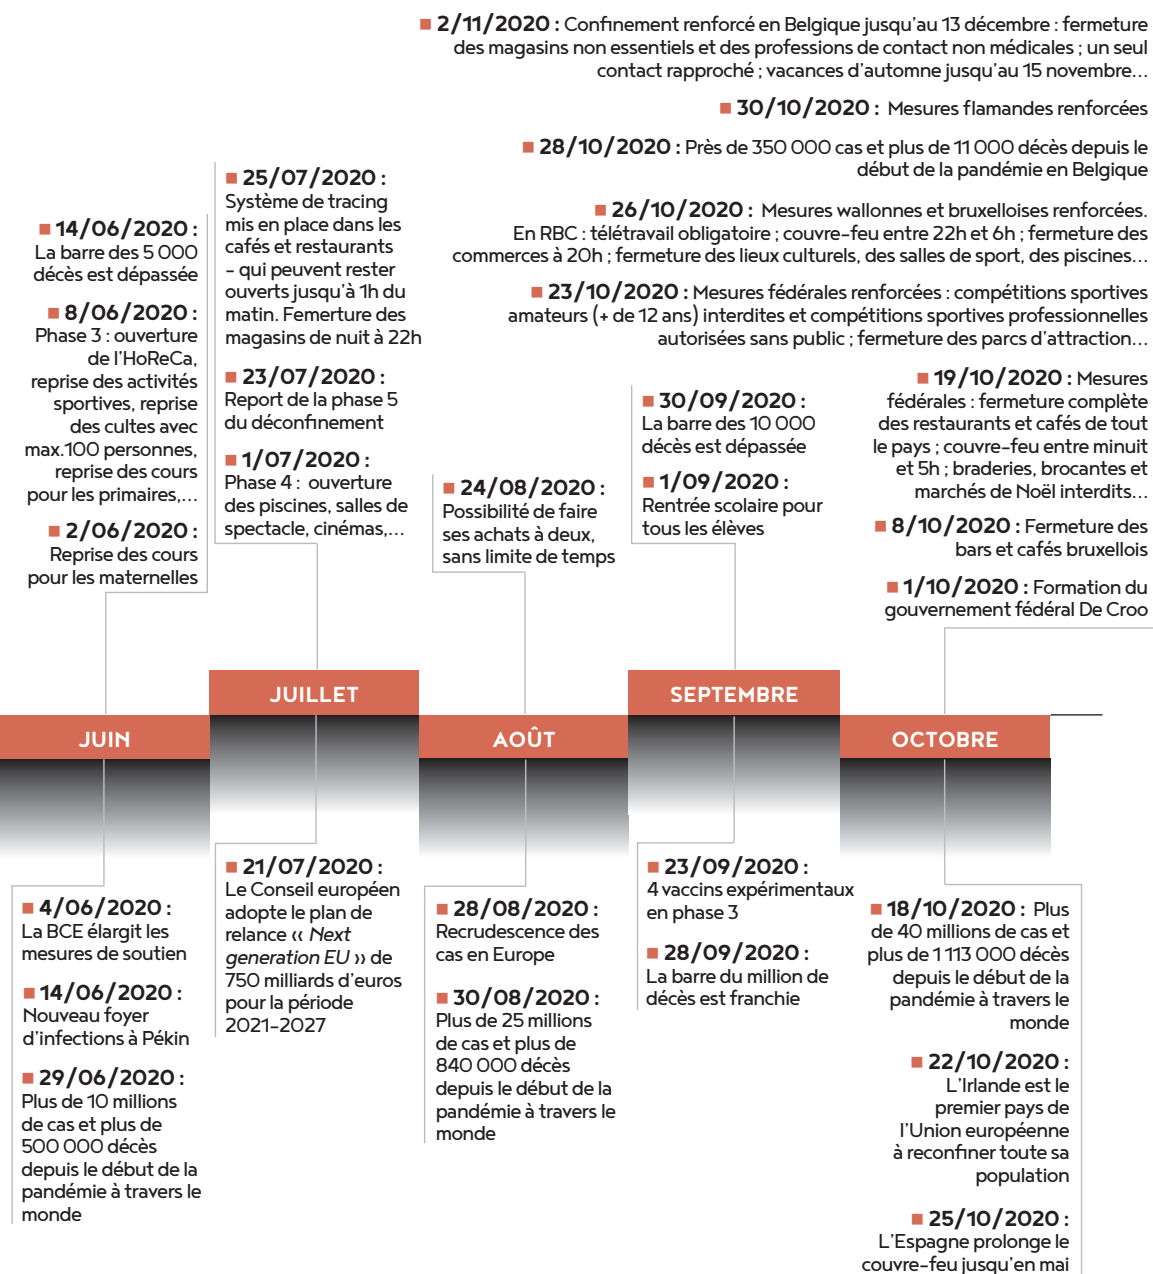 ■ 2/11/2020 : Confinement renforcé en Belgique jusqu'au 13 décembre : fermeture
des magasins non essentiels et des professions de contact non médicales ; un seul
contact rapproché ; vacances d'automne jusqu'au 15 novembre…
■ 30/10/2020 : Mesures flamandes renforcées
■ 28/10/2020 : Près de 350 000 cas et plus de 11 000 décès depuis le
début de la pandémie en Belgique
■ 26/10/2020 : Mesures wallonnes et bruxelloises renforcées.
En RBC : télétravail obligatoire ; couvre-feu entre 22h et 6h ; fermeture des
commerces à 20h ; fermeture des lieux culturels, des salles de sport, des piscines…
■ 23/10/2020 : Mesures fédérales renforcées : compétitions sportives
amateurs (+ de 12 ans) interdites et compétitions sportives professionnelles
autorisées sans public ; fermeture des parcs d'attraction…
■ 19/10/2020 : Mesures
fédérales : fermeture complète
des restaurants et cafés de tout
le pays ; couvre-feu entre minuit
et 5h ; braderies, brocantes et
marchés de Noël interdits…
■ 8/10/2020 : Fermeture des
bars et cafés bruxellois
■ 1/10/2020 : Formation du
gouvernement fédéral De Croo
■ 14/06/2020 :
La barre des 5 000
décès est dépassée
■ 8/06/2020 :
Phase 3 : ouverture
de l'HoReCa,
reprise des activités
sportives, reprise
des cultes avec
max.100 personnes,
reprise des cours
pour les primaires,…
■ 2/06/2020 :
Reprise des cours
pour les maternelles
■ 25/07/2020 :
Système de tracing
mis en place dans les
cafés et restaurants
– qui peuvent rester
ouverts jusqu'à 1h du
matin. Femerture des
magasins de nuit à 22h
■ 23/07/2020 :
Report de la phase 5
du déconfinement
■ 1/07/2020 :
Phase 4 : ouverture
des piscines, salles de
spectacle, cinémas,…
■ 24/08/2020 :
Possibilité de faire
ses achats à deux,
sans limite de temps
■ 30/09/2020 :
La barre des 10 000
décès est dépassée
■ 1/09/2020 :
Rentrée scolaire pour
tous les élèves
JUIN
JUILLET
AOÛT
SEPTEMBRE
OCTOBRE
■ 4/06/2020 :
La BCE élargit les
mesures de soutien
■ 14/06/2020 :
Nouveau foyer
d'infections à Pékin
■ 29/06/2020 :
Plus de 10 millions
de cas et plus de
500 000 décès
depuis le début de la
pandémie à travers le
monde
■ 21/07/2020 :
Le Conseil européen
adopte le plan de
relance « Next
generation EU » de
750 milliards d'euros
pour la période
2021-2027
■ 28/08/2020 :
Recrudescence des
cas en Europe
■ 30/08/2020 :
Plus de 25 millions
de cas et plus de
840 000 décès
depuis le début de la
pandémie à travers le
monde
■ 23/09/2020 :
4 vaccins expérimentaux
en phase 3
■ 28/09/2020 :
La barre du million de
décès est franchie
■ 18/10/2020 : Plus
de 40 millions de cas et
plus de 1 113 000 décès
depuis le début de la
pandémie à travers le
monde
■ 22/10/2020 :
L'Irlande est le
premier pays de
l'Union européenne
à reconfiner toute sa
population
■ 25/10/2020 :
L'Espagne prolonge le
couvre-feu jusqu'en mai